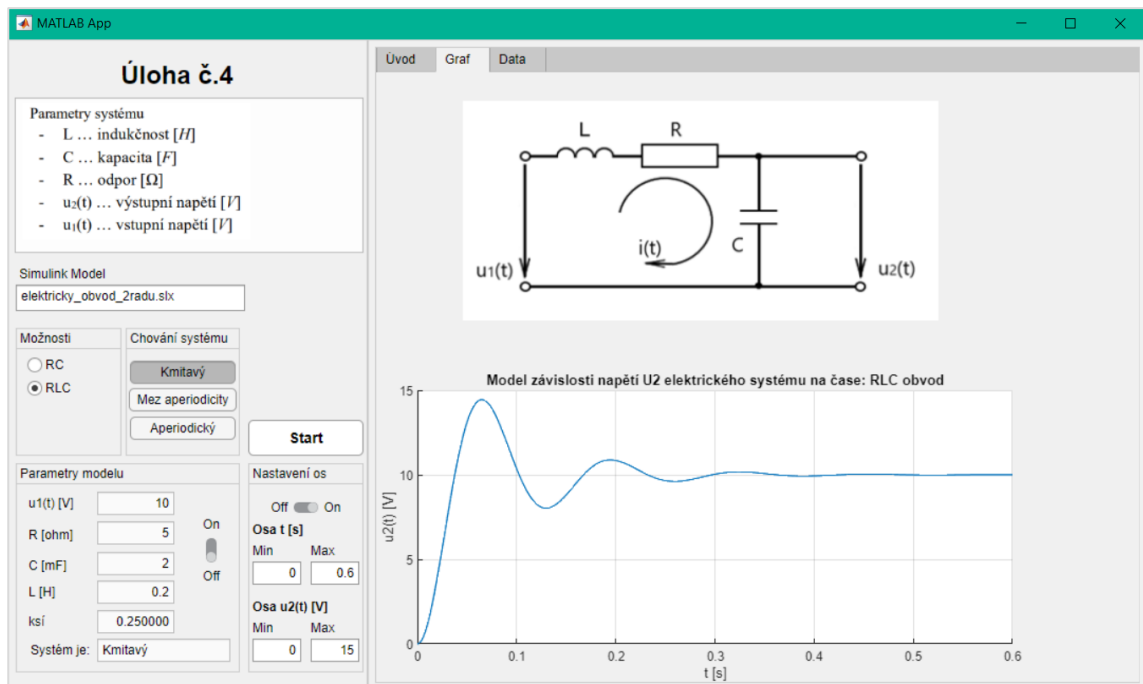 MATLAB App
Úloha č.4
Parametry systému
- L … indukčnost [H]
- C … kapacita [F]
- R … odpor [Ω]
- u₂(t) … výstupní napětí [V]
- u₁(t) … vstupní napětí [V]
Simulink Model
elektricky_obvod_2radu.slx
Možnosti
RC
RLC
Chování systému
Kmitavý
Mez aperiodicity
Aperiodický
Start
Parametry modelu
u1(t) [V] 10
R [ohm] 5
C [mF] 2
L [H] 0.2
ksí 0.250000
Systém je: Kmitavý
On
Off
Nastavení os
Off On
Osa t [s]
Min Max
0 0.6
Osa u2(t) [V]
Min Max
0 15
Úvod Graf Data
L R
i(t) C
u1(t) u2(t)
Model závislosti napětí U2 elektrického systému na čase: RLC obvod
15
10
5
0
u2(t) [V]
0 0.1 0.2 0.3 0.4 0.5 0.6
t [s]